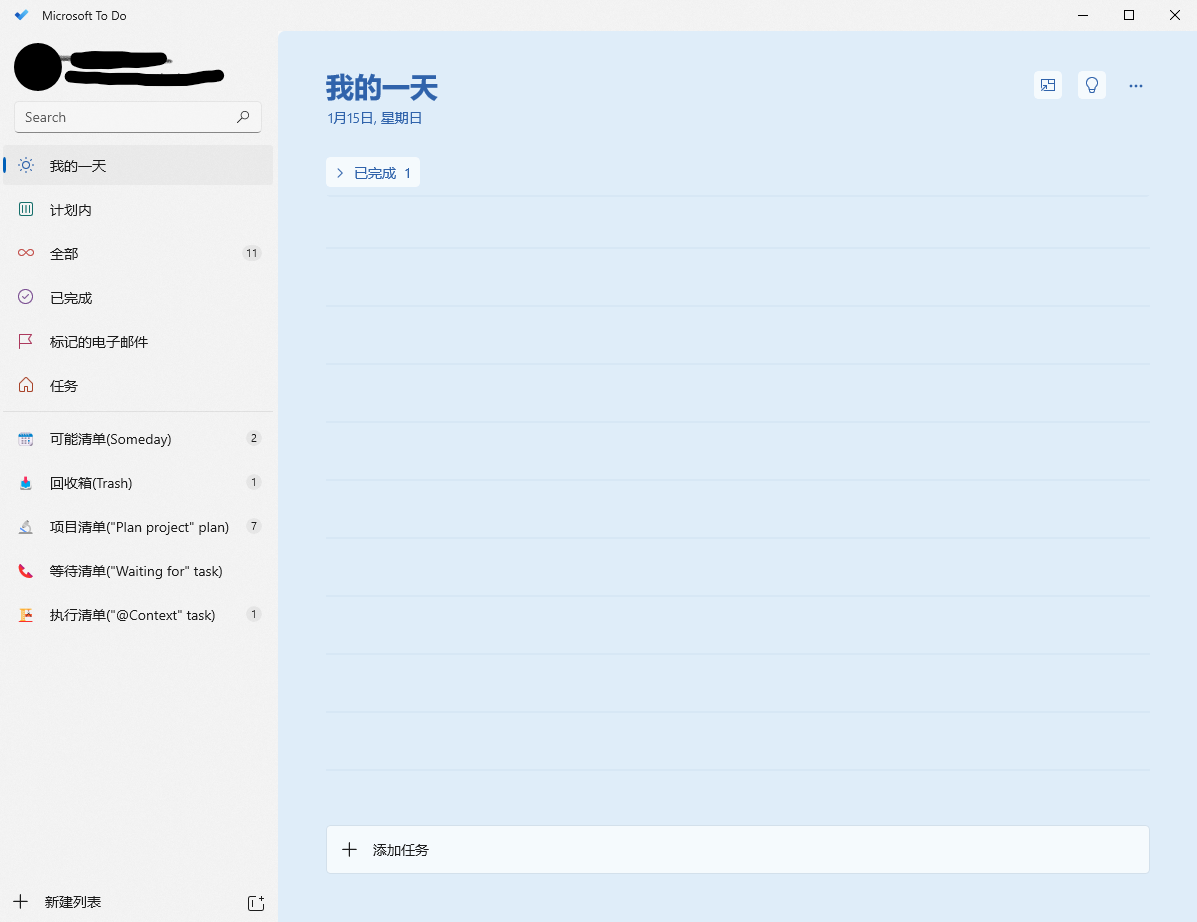 Microsoft To Do
Search
我的一天
计划内
全部 11
已完成
标记的电子邮件
任务
可能清单(Someday) 2
回收箱(Trash) 1
项目清单("Plan project" plan) 7
等待清单("Waiting for" task)
执行清单("@Context" task) 1
新建列表
我的一天
1月15日, 星期日
已完成 1
添加任务